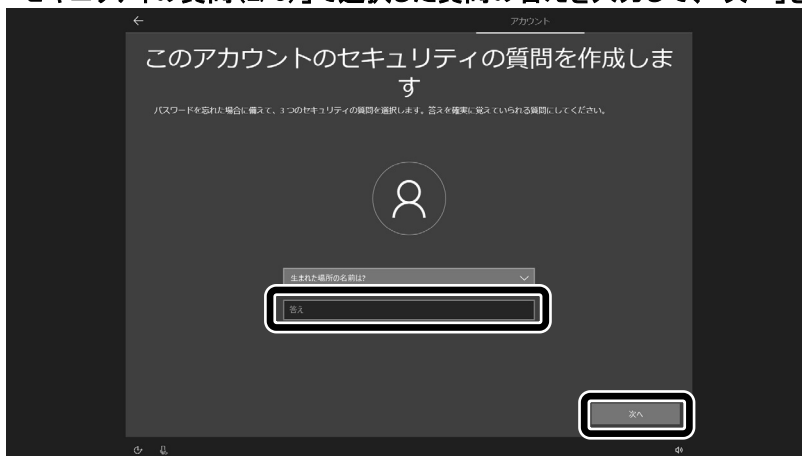 アカウント
このアカウントのセキュリティの質問を作成しま
す
パスワードを忘れた場合に備えて、3 つのセキュリティの質問を選択します。答えを確実に覚えていられる質問にしてください。
生まれた場所の名前は?
答え
次へ